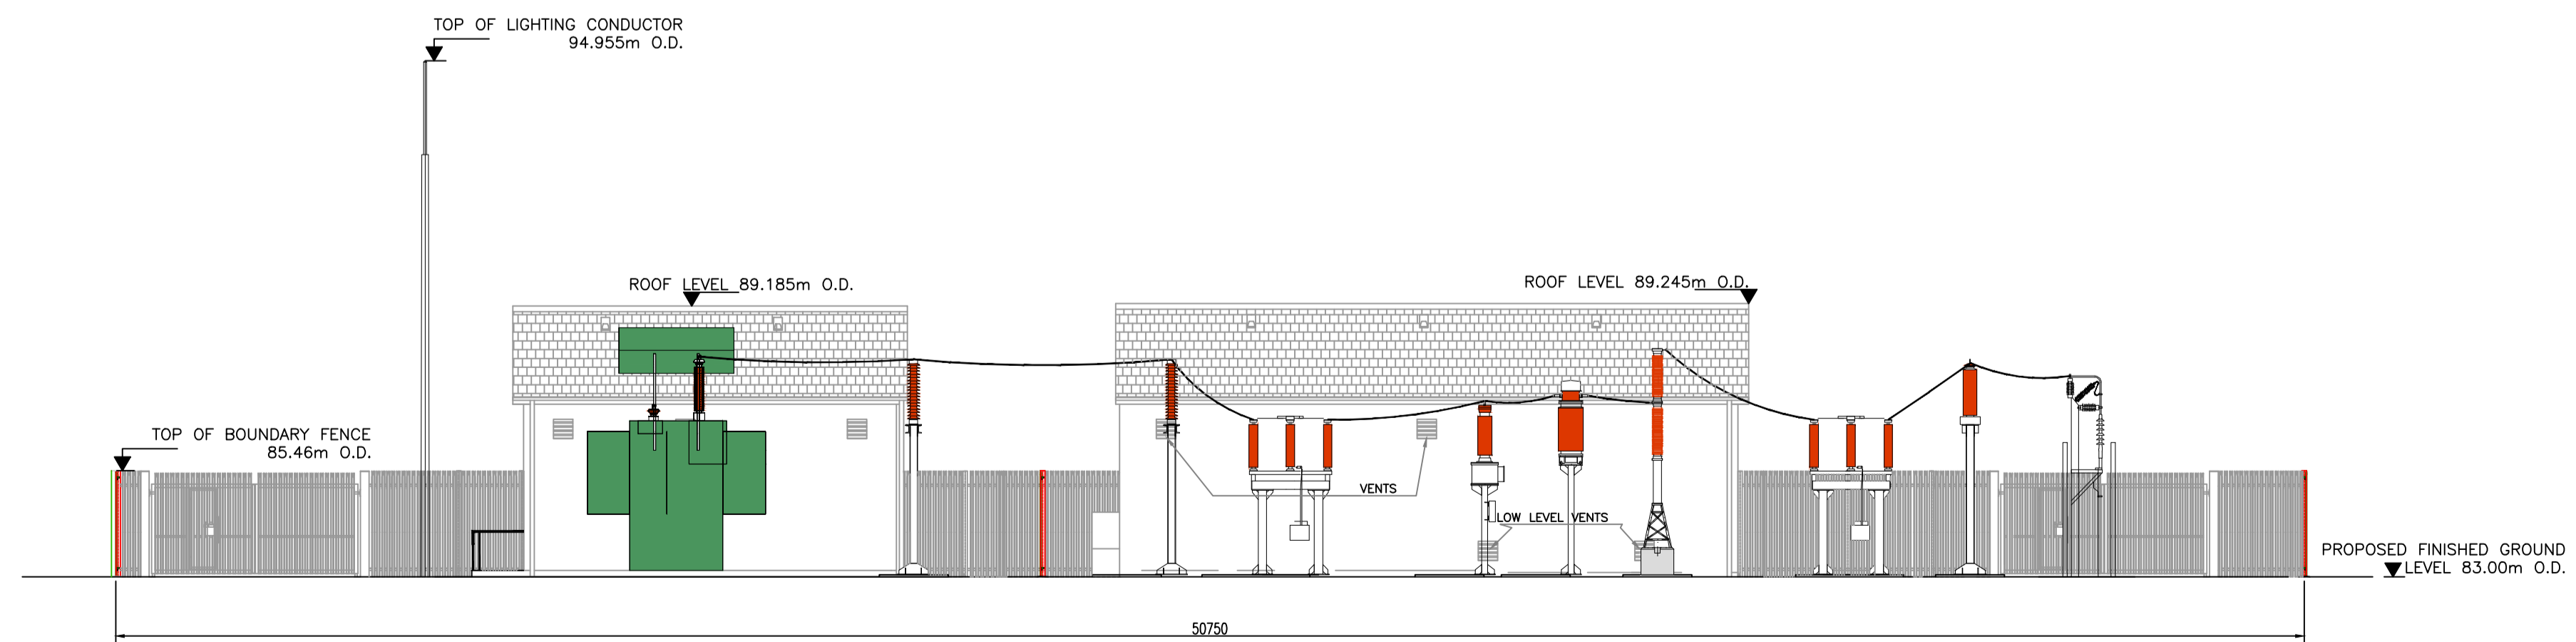 TOP OF LIGHTING CONDUCTOR
94.955m O.D.
ROOF LEVEL 89.185m O.D.
ROOF LEVEL 89.245m O.D.
TOP OF BOUNDARY FENCE
85.46m O.D.
VENTS
LOW LEVEL VENTS
PROPOSED FINISHED GROUND
LEVEL 83.00m O.D.
50750